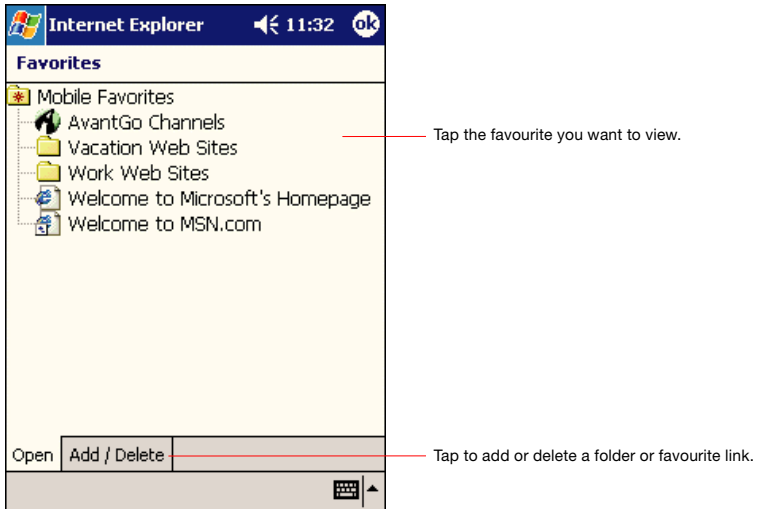 Internet Explorer 11:32 ok
Favorites
Mobile Favorites
AvantGo Channels
Vacation Web Sites
Work Web Sites
Welcome to Microsoft's Homepage
Welcome to MSN.com
Tap the favourite you want to view.
Open Add / Delete
Tap to add or delete a folder or favourite link.